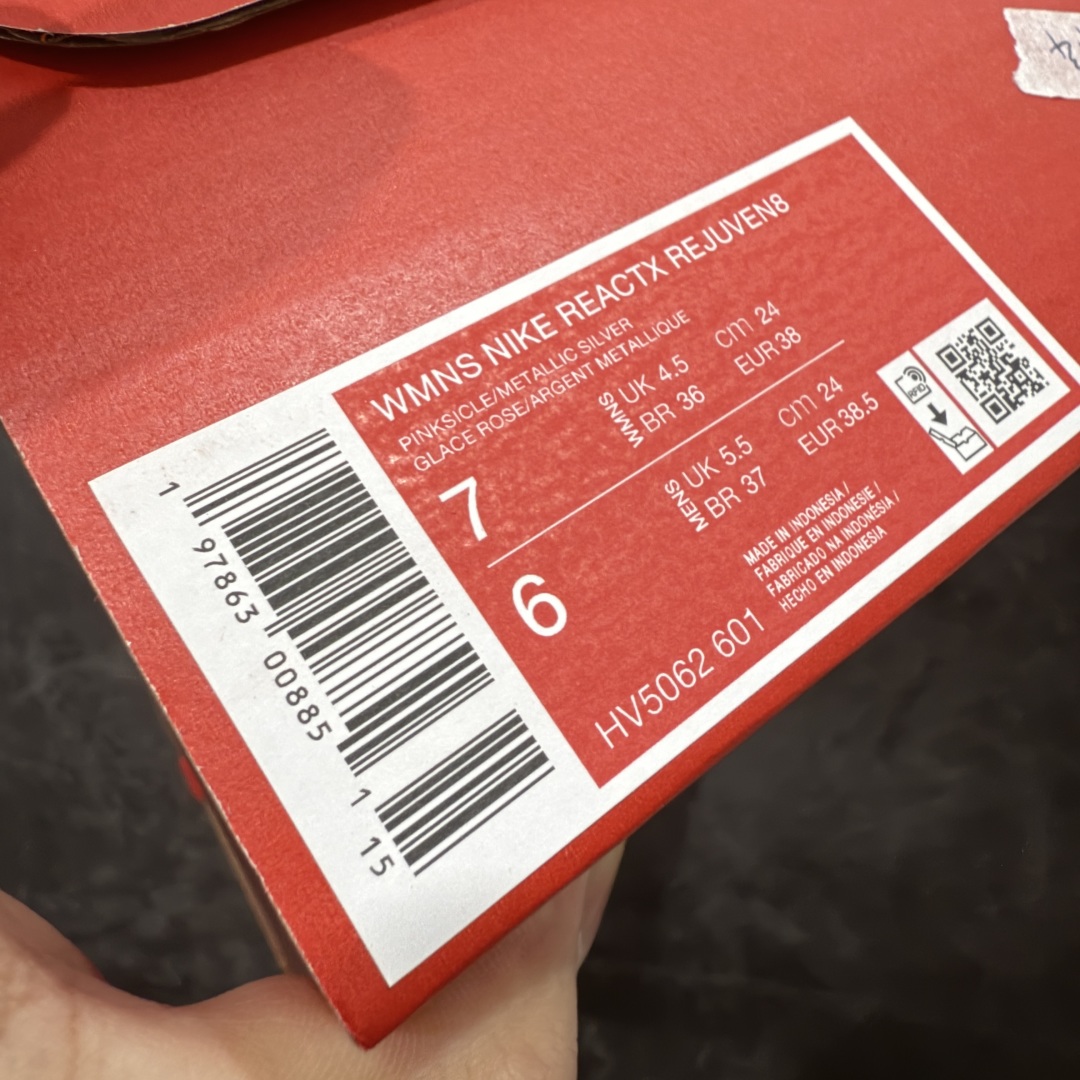 WMNS NIKE REACTX REJUVEN8
PINKSICLE/METALLIC SILVER
GLACE ROSE/ARGENT METALLIQUE
7
WMNS
UK 4.5 cm 24
BR 36 EUR 38
6
MENS
UK 5.5 cm 24
BR 37 EUR 38.5
HV5062 601
MADE IN INDONESIA /
FABRIQUE EN INDONESIE /
FABRICADO NA INDONÉSIA /
HECHO EN INDONESIA
RFID
1 97863 00885 1 15